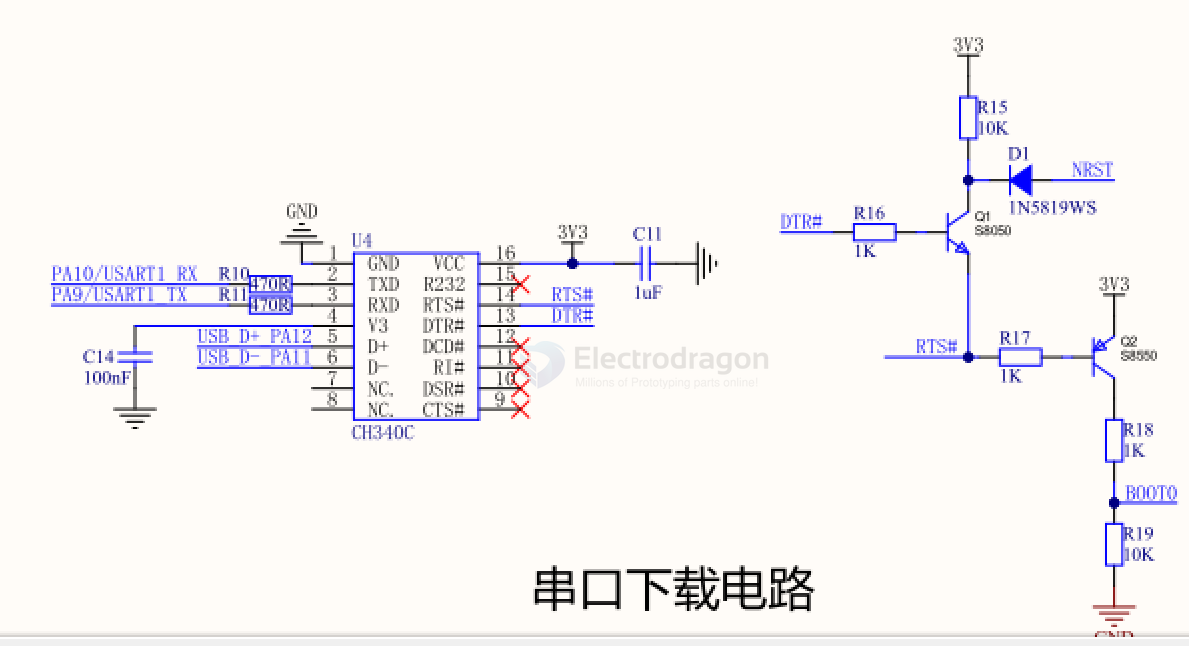 3V3
R15
10K
D1
NRST
1N5819WS
DTR#
R16
1K
Q1
S8050
3V3
RTS#
R17
1K
Q2
S8550
R18
1K
BOOT0
R19
10K
GND
GND
U4
3V3
C11
1uF
1 GND VCC 16
PA10/USART1_RX R10 470R 2 TXD R232 15
PA9/USART1_TX R11 470R 3 RXD RTS# 14 RTS#
4 V3 DTR# 13 DTR#
USB_D+_PA12 5 D+ DCD# 12
USB_D-_PA11 6 D- RI# 11
7 NC. DSR# 10
8 NC. CTS# 9
C14
100nF
CH340C
Electrodragon
Millions of Prototyping parts online!
串口下载电路